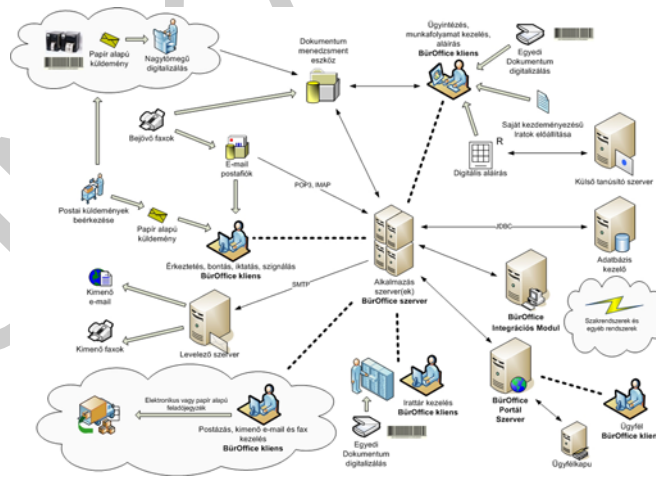 Papír alapú
küldemény
Nagytömegű
digitalizálás
Dokumentum
menedzsment
eszköz
Ügyintézés,
munkafolyamat kezelés,
aláírás
BürOffice kliens
Egyedi
Dokumentum
digitalizálás
Bejövő faxok
E-mail
postafiók
POP3, IMAP
Saját kezdeményezésű
Iratok előállítása
R
Digitális aláírás
Külső tanúsító szerver
Postai küldemények
beérkezése
Papír alapú
küldemény
Érkeztetés, bontás, iktatás, szignálás
BürOffice kliens
JDBC
Adatbázis
kezelő
Alkalmazás
szerver(ek)
BürOffice szerver
Kimenő
e-mail
SMTP
Kimenő faxok
Levelező szerver
BürOffice
Integrációs Modul
Szakrendszerek és
egyéb rendszerek
Elektronikus vagy papír alapú
feladójegyzék
Postázás, kimenő e-mail és fax
kezelés
BürOffice kliens
Irattár kezelés
BürOffice kliens
Egyedi
Dokumentum
digitalizálás
BürOffice
Portál
Szerver
Ügyfélkapu
Ügyfél
BürOffice klien